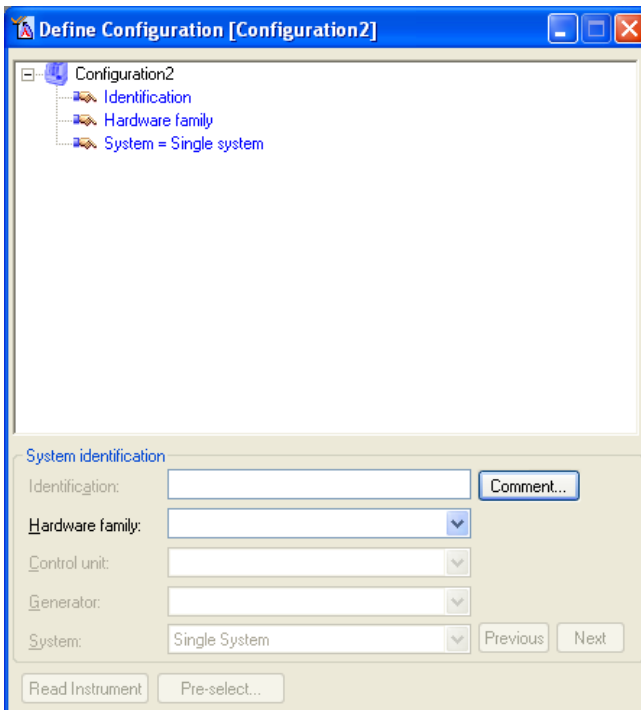 Define Configuration [Configuration2]
Configuration2
Identification
Hardware family
System = Single system
System identification
Identification:
Comment...
Hardware family:
Control unit:
Generator:
System:
Single System
Previous
Next
Read Instrument
Pre-select...